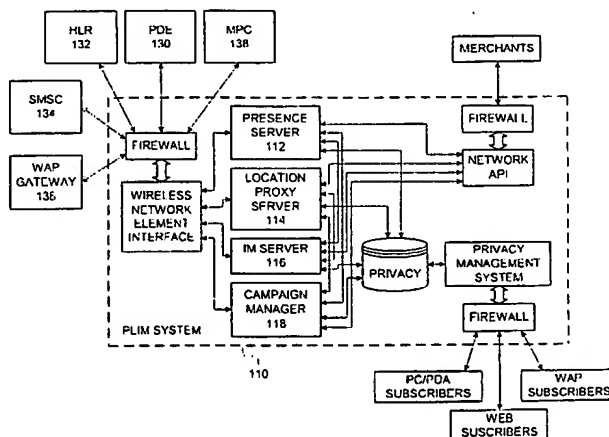 HLR
132
PDE
130
MPC
138
MERCHANTS
SMSC
134
FIREWALL
PRESENCE
SERVER
112
FIREWALL
WAP
GATEWAY
136
WIRELESS
NETWORK
ELEMENT
INTERFACE
LOCATION
PROXY
SERVER
114
NETWORK
API
IM SERVER
116
PRIVACY
PRIVACY
MANAGEMENT
SYSTEM
CAMPAIGN
MANAGER
118
FIREWALL
PLIM SYSTEM
110
PC/PDA
SUBSCRIBERS
WAP
SUBSCRIBERS
WEB
SUSCRIBERS